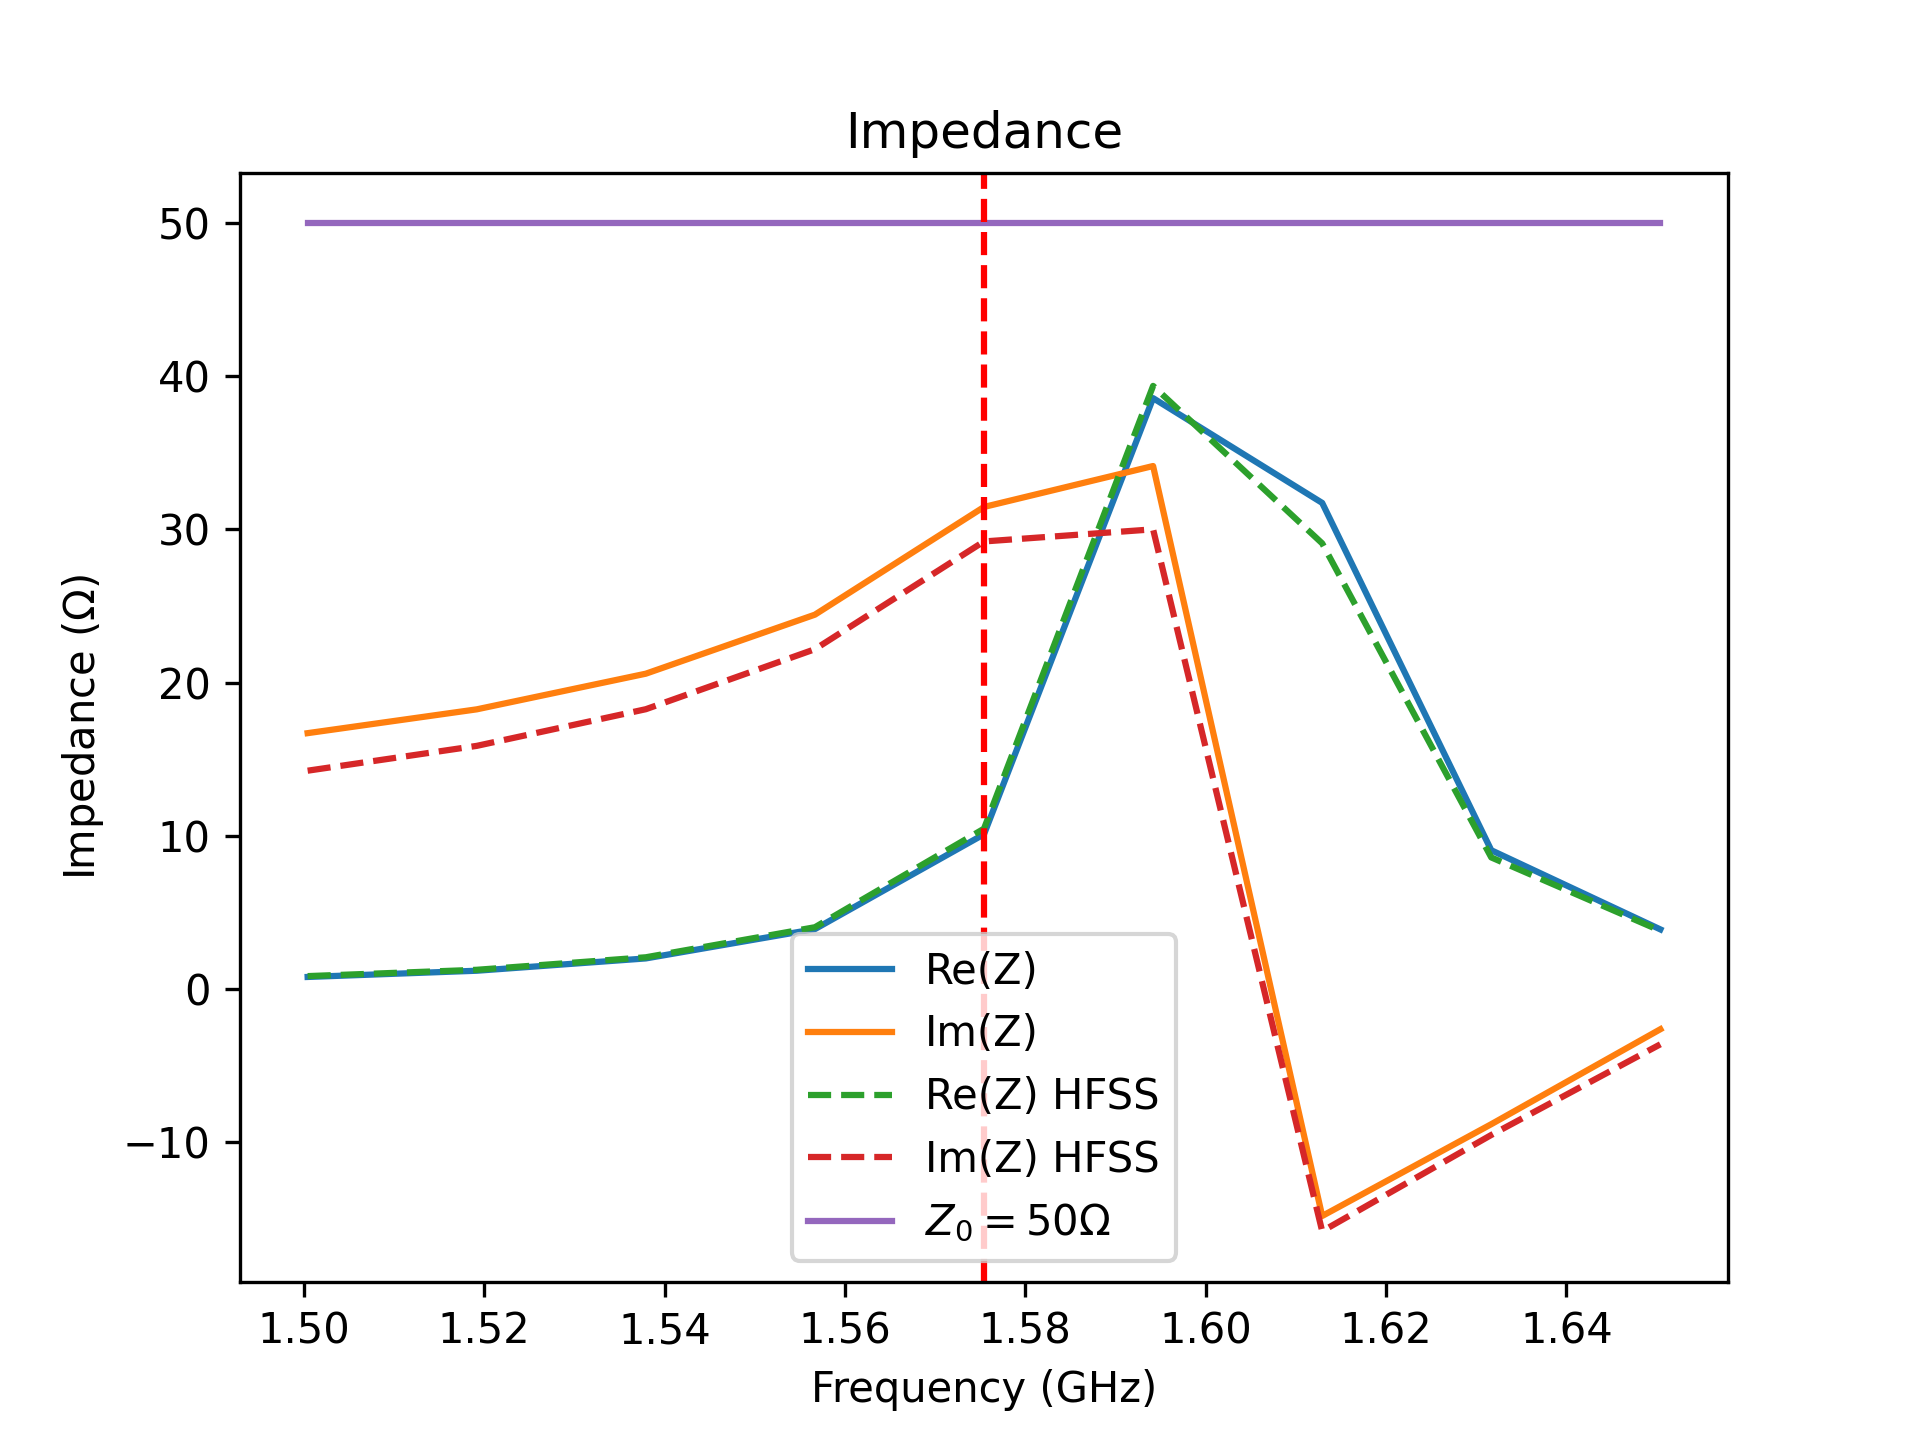 Impedance
50
40
30
20
10
0
−10
Impedance (Ω)
Re(Z)
Im(Z)
Re(Z) HFSS
Im(Z) HFSS
Z₀ = 50Ω
1.50 1.52 1.54 1.56 1.58 1.60 1.62 1.64
Frequency (GHz)